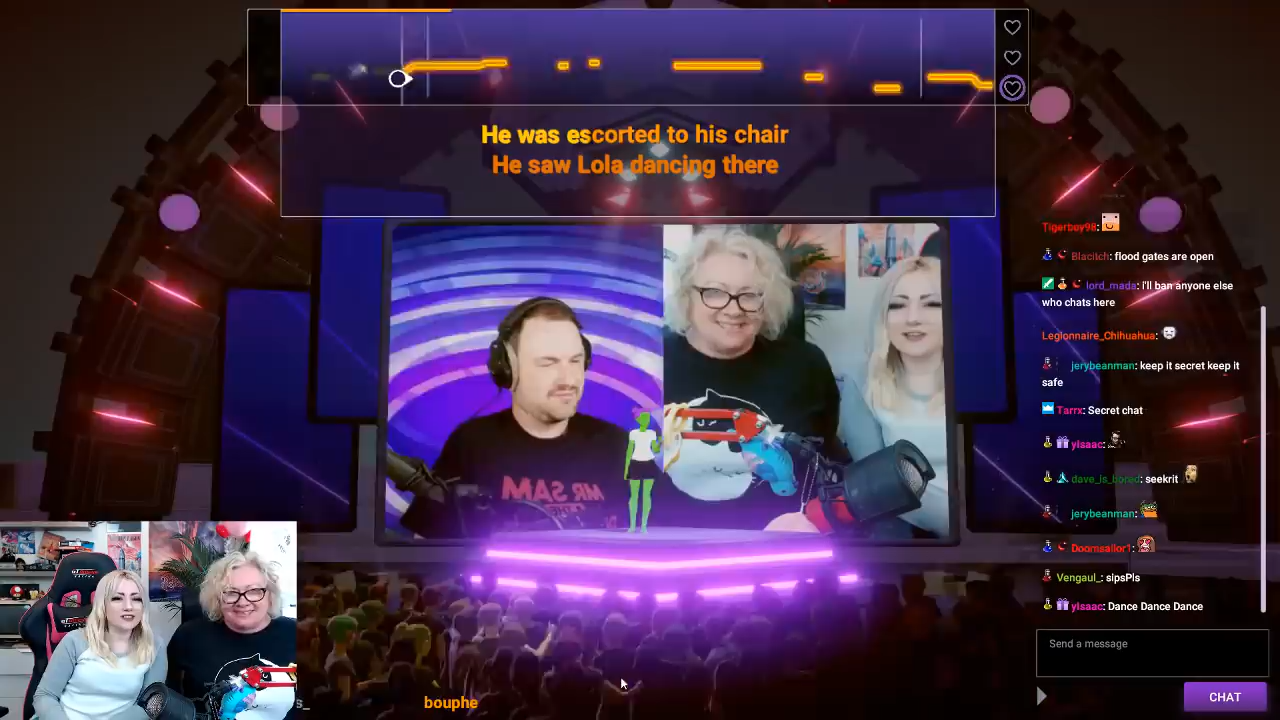 He was escorted to his chair
He saw Lola dancing there
Tigerboy98:
Blacitch: flood gates are open
lord_mada: i'll ban anyone else
who chats here
Legionnaire_Chihuahua:
jerybeanman: keep it secret keep it
safe
Tarrx: Secret chat
yIsaac:
dave_is_bored: seekrit
jerybeanman:
Doomsailor1:
Vengaul_: sipsPls
yIsaac: Dance Dance Dance
Send a message
CHAT
MR SAM
bouphe